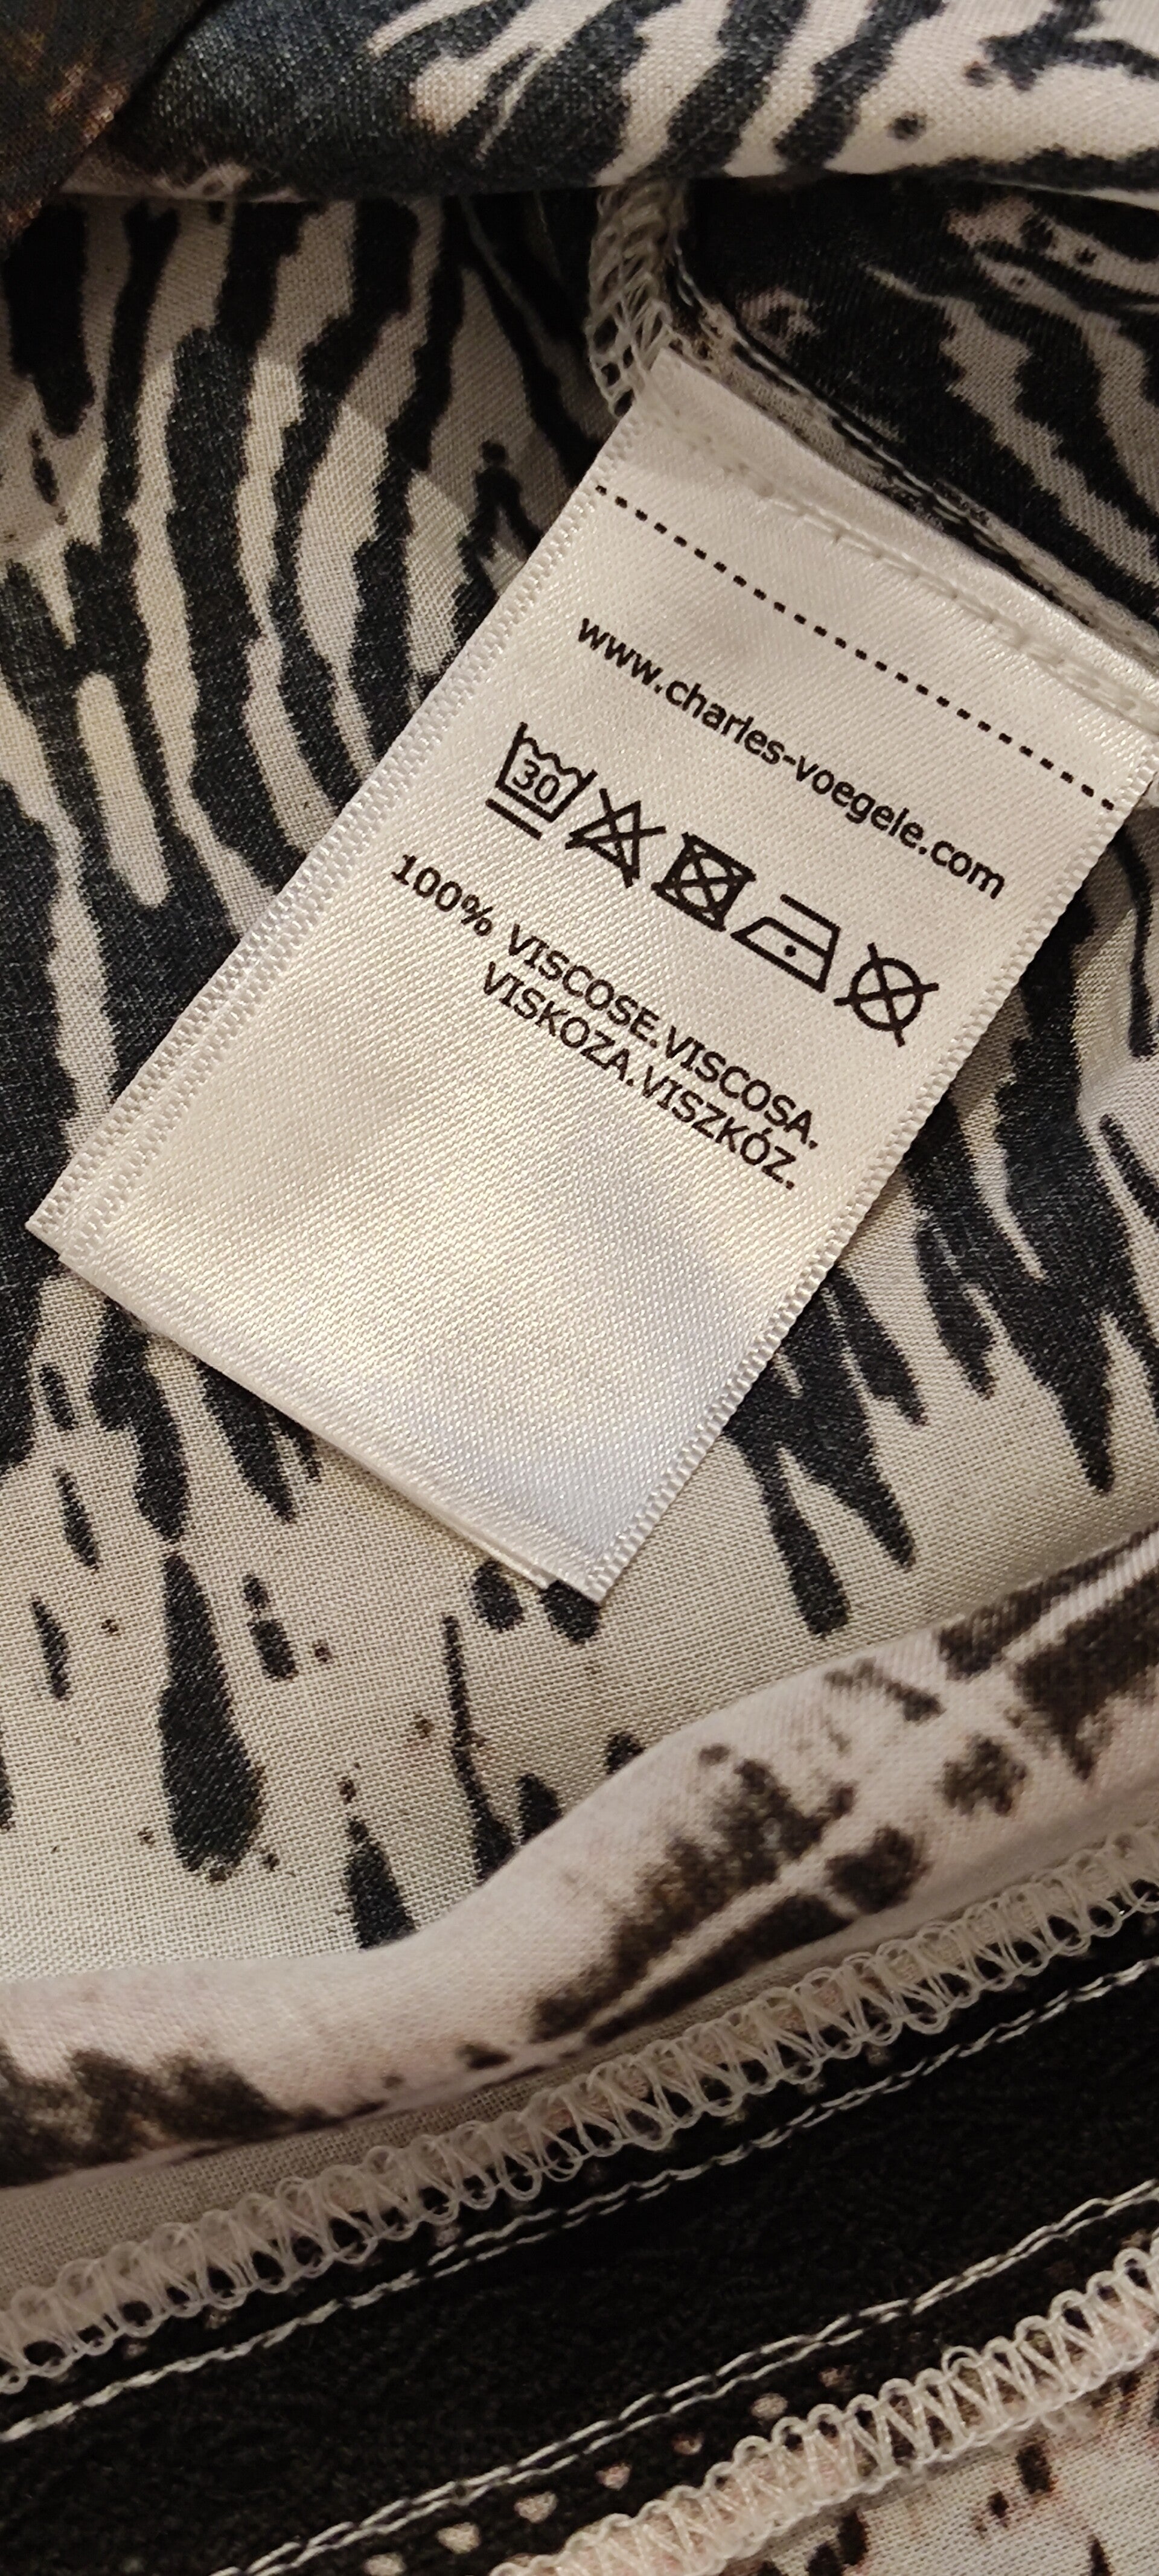 www.charles-voegele.com
30
100% VISCOSE.VISCOSA.
VISKOZA.VISZKÓZ.